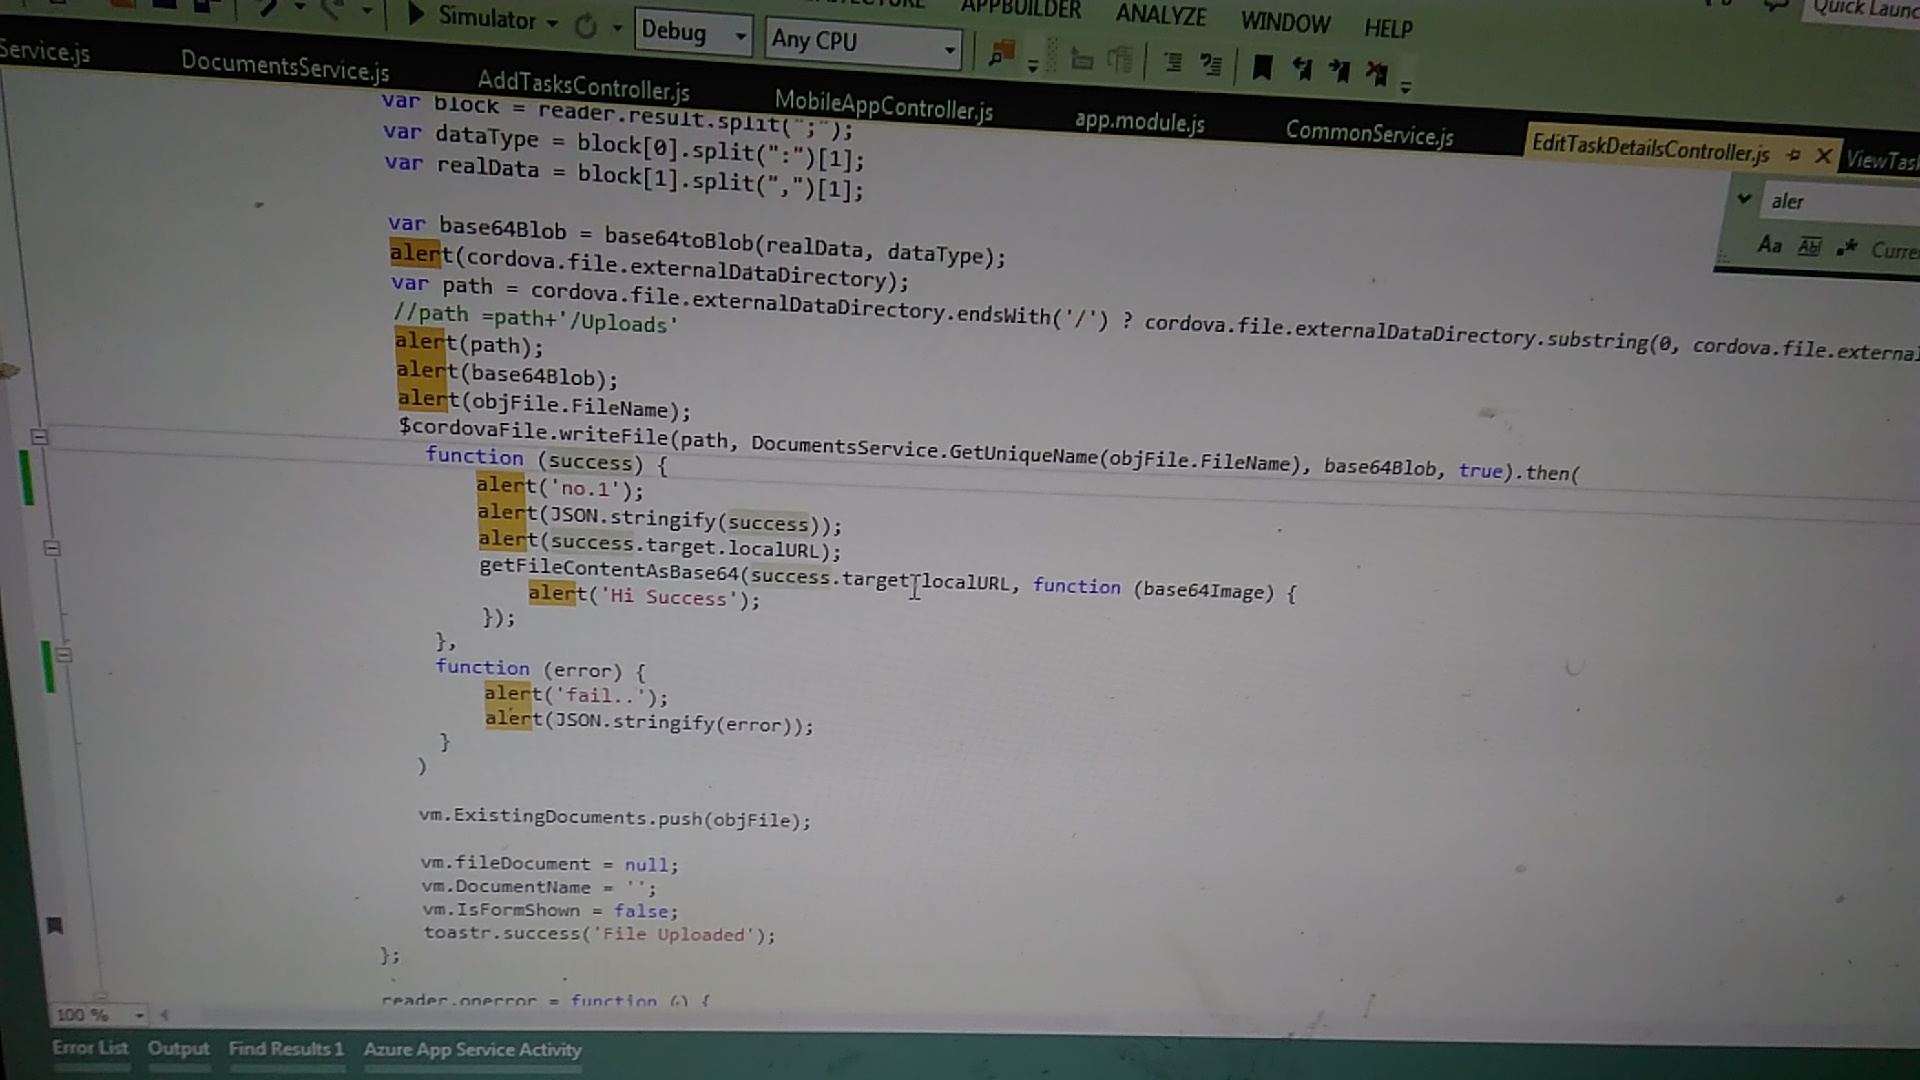 APPBUILDER ANALYZE WINDOW HELP
Quick Launc
Simulator Debug Any CPU
Service.js DocumentsService.js AddTasksController.js MobileAppController.js app.module.js CommonService.js EditTaskDetailsController.js ViewTask
aler
Aa Abl .* Curre
var block = reader.result.split(";");
var dataType = block[0].split(":")[1];
var realData = block[1].split(",")[1];
var base64Blob = base64toBlob(realData, dataType);
alert(cordova.file.externalDataDirectory);
var path = cordova.file.externalDataDirectory.endsWith('/') ? cordova.file.externalDataDirectory.substring(0, cordova.file.external
//path =path+'/Uploads'
alert(path);
alert(base64Blob);
alert(objFile.FileName);
$cordovaFile.writeFile(path, DocumentsService.GetUniqueName(objFile.FileName), base64Blob, true).then(
function (success) {
alert('no.1');
alert(JSON.stringify(success));
alert(success.target.localURL);
getFileContentAsBase64(success.target.localURL, function (base64Image) {
alert('Hi Success');
});
},
function (error) {
alert('fail..');
alert(JSON.stringify(error));
}
)
vm.ExistingDocuments.push(objFile);
vm.fileDocument = null;
vm.DocumentName = '';
vm.IsFormShown = false;
toastr.success('File Uploaded');
};
reader.onerror = function () {
100 %
Error List Output Find Results 1 Azure App Service Activity